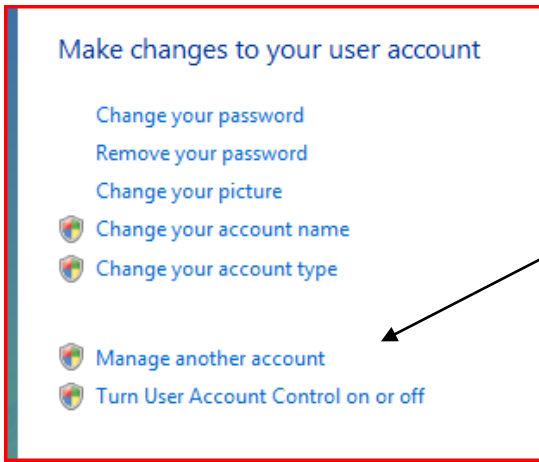 Make changes to your user account
Change your password
Remove your password
Change your picture
Change your account name
Change your account type
Manage another account
Turn User Account Control on or off